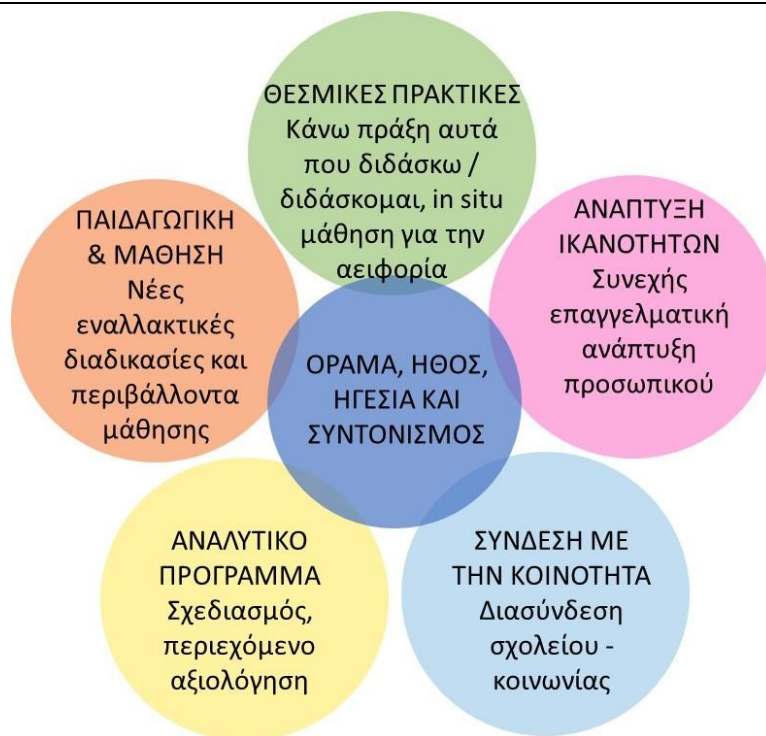 ΘΕΣΜΙΚΕΣ ΠΡΑΚΤΙΚΕΣ
Κάνω πράξη αυτά
που διδάσκω /
διδάσκομαι, in situ
μάθηση για την
αειφορία
ΠΑΙΔΑΓΩΓΙΚΗ
& ΜΑΘΗΣΗ
Νέες
εναλλακτικές
διαδικασίες και
περιβάλλοντα
μάθησης
ΑΝΑΠΤΥΞΗ
ΙΚΑΝΟΤΗΤΩΝ
Συνεχής
επαγγελματική
ανάπτυξη
προσωπικού
ΟΡΑΜΑ, ΗΘΟΣ,
ΗΓΕΣΙΑ ΚΑΙ
ΣΥΝΤΟΝΙΣΜΟΣ
ΑΝΑΛΥΤΙΚΟ
ΠΡΟΓΡΑΜΜΑ
Σχεδιασμός,
περιεχόμενο
αξιολόγηση
ΣΥΝΔΕΣΗ ΜΕ
ΤΗΝ ΚΟΙΝΟΤΗΤΑ
Διασύνδεση
σχολείου -
κοινωνίας